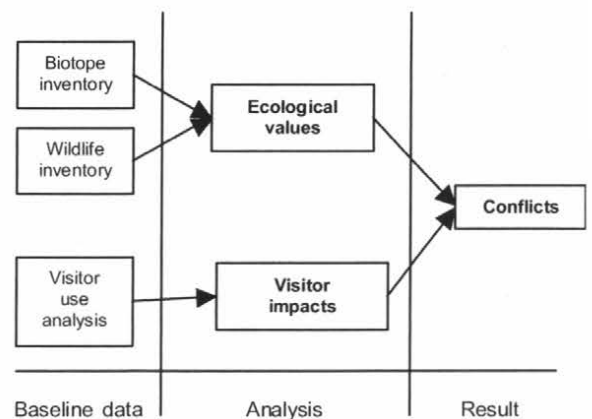 Biotope
inventory
Wildlife
inventory
Visitor
use
analysis
Ecological
values
Visitor
impacts
Conflicts
Baseline data
Analysis
Result